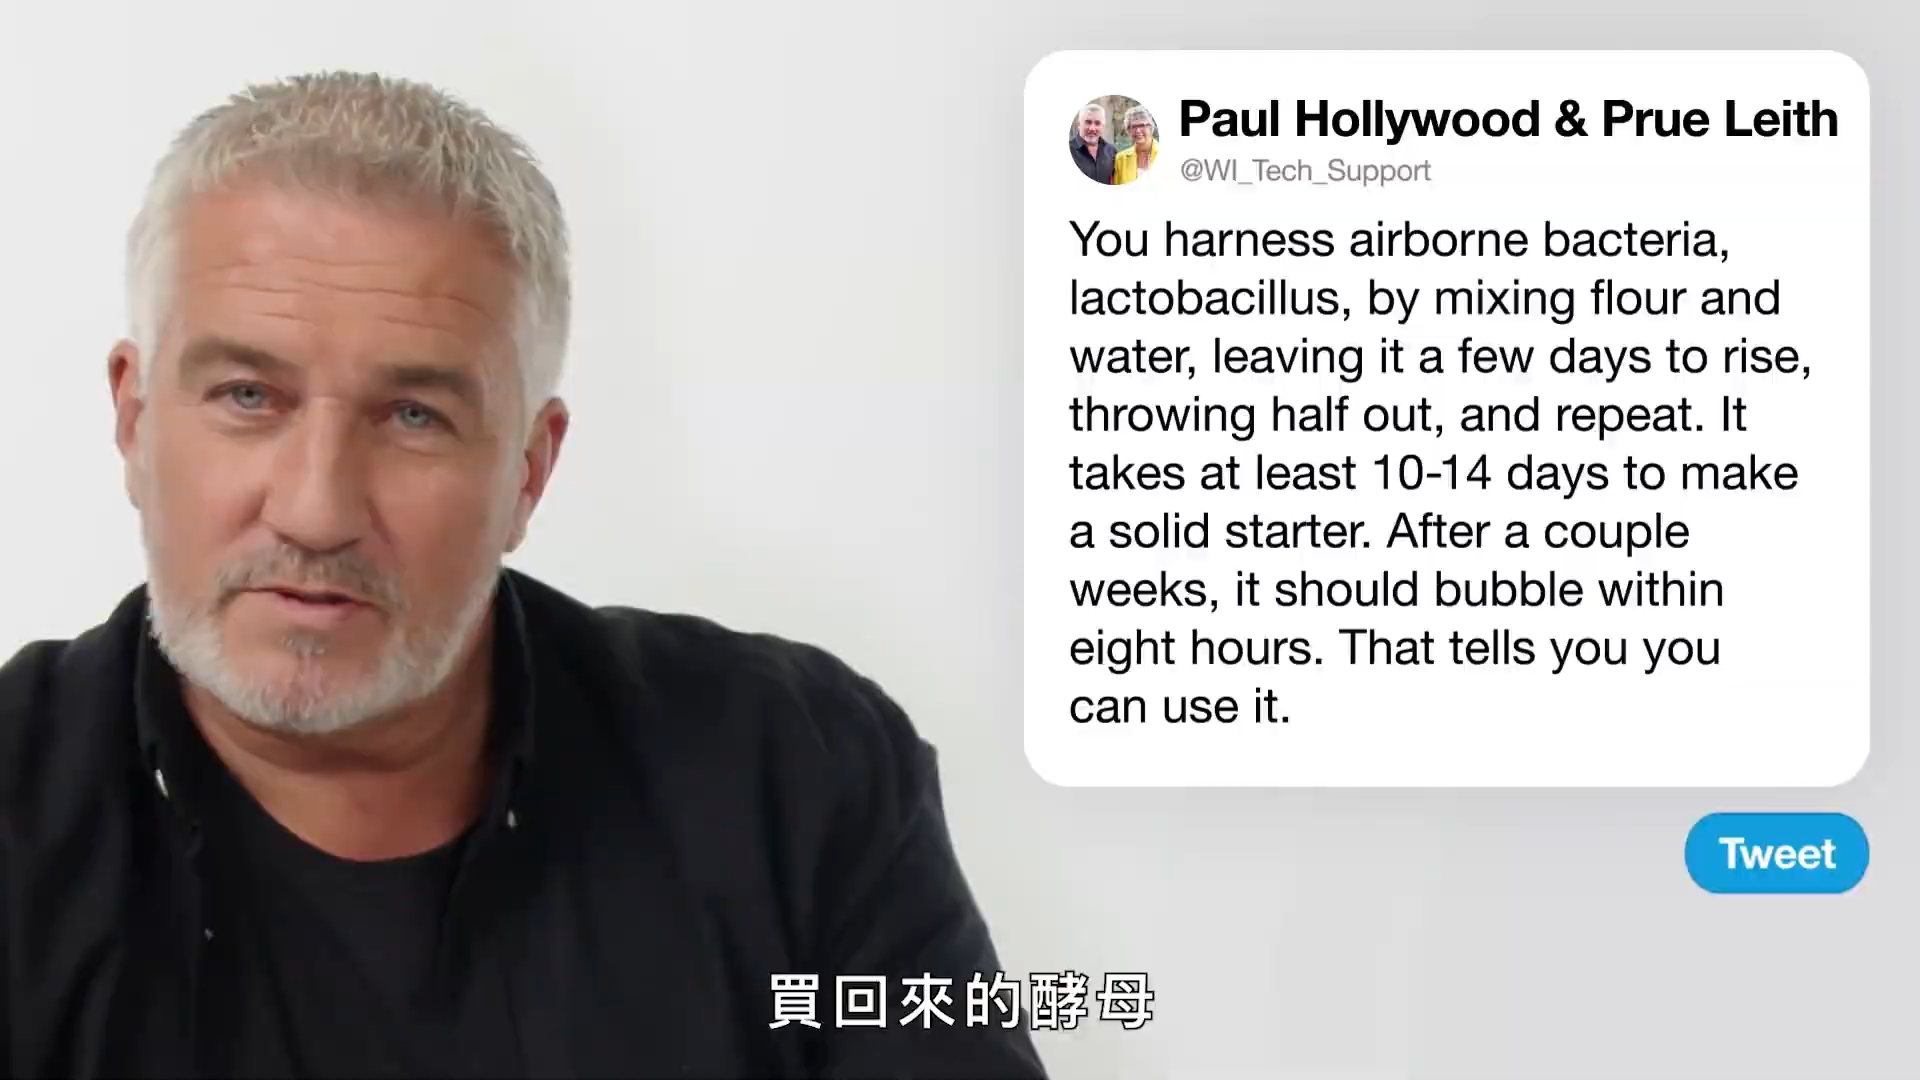 Paul Hollywood & Prue Leith
@WI_Tech_Support
You harness airborne bacteria,
lactobacillus, by mixing flour and
water, leaving it a few days to rise,
throwing half out, and repeat. It
takes at least 10-14 days to make
a solid starter. After a couple
weeks, it should bubble within
eight hours. That tells you you
can use it.
Tweet
買回來的酵母